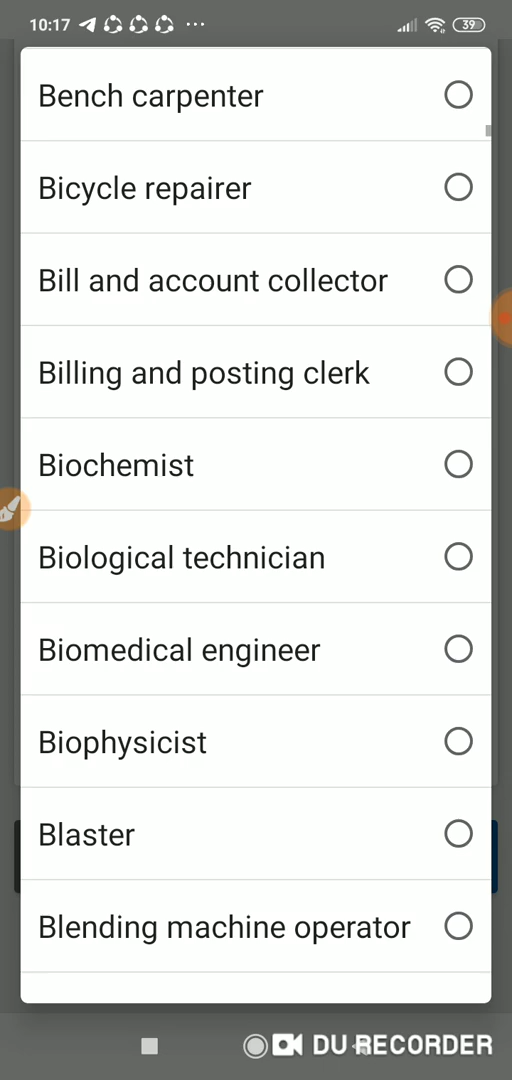 10:17
39
Bench carpenter
Bicycle repairer
Bill and account collector
Billing and posting clerk
Biochemist
Biological technician
Biomedical engineer
Biophysicist
Blaster
Blending machine operator
DU RECORDER